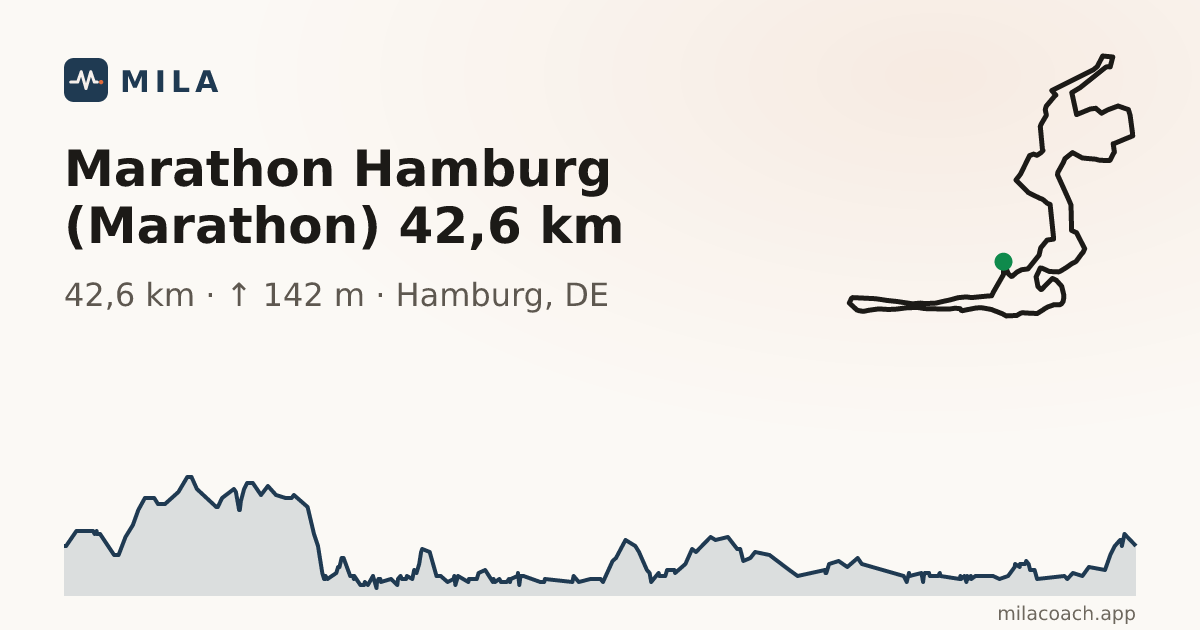 MILA
Marathon Hamburg
(Marathon) 42,6 km
42,6 km · ↑ 142 m · Hamburg, DE
milacoach.app